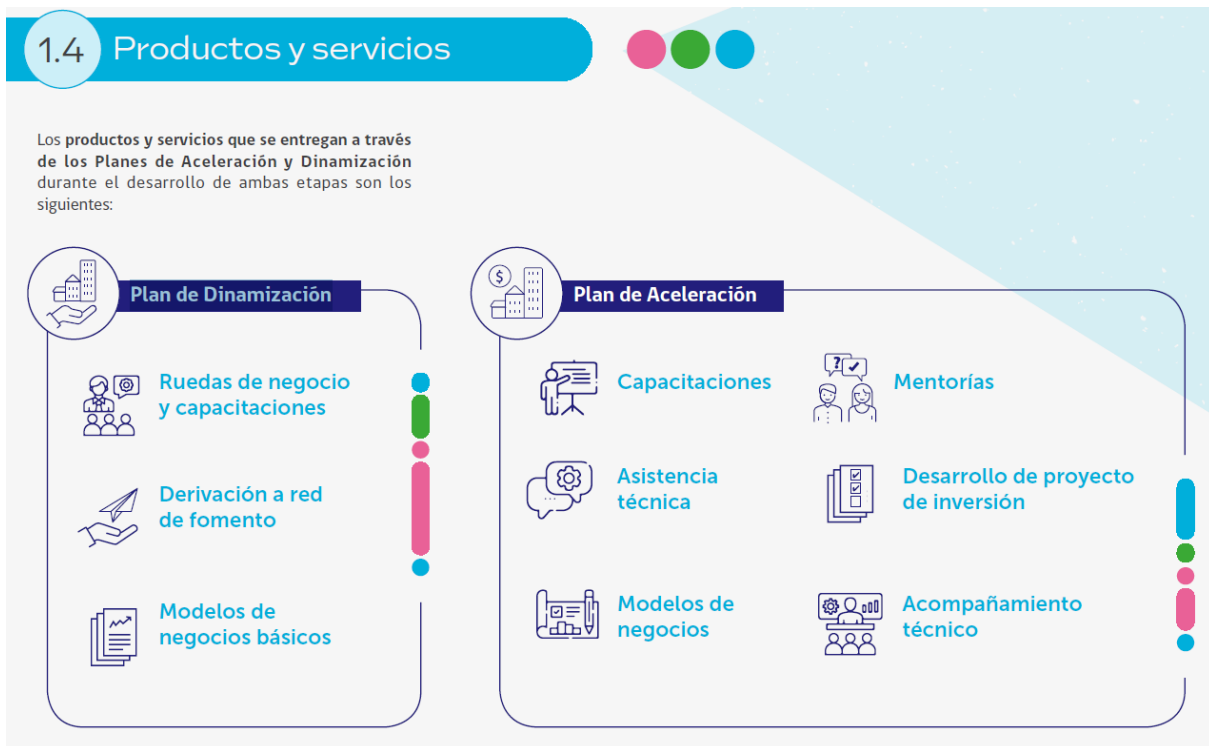 1.4 Productos y servicios
Los productos y servicios que se entregan a través
de los Planes de Aceleración y Dinamización
durante el desarrollo de ambas etapas son los
siguientes:
Plan de Dinamización
Ruedas de negocio
y capacitaciones
Derivación a red
de fomento
Modelos de
negocios básicos
$
Plan de Aceleración
Capacitaciones
?
Mentorías
Asistencia
técnica
Desarrollo de proyecto
de inversión
Modelos de
negocios
Acompañamiento
técnico